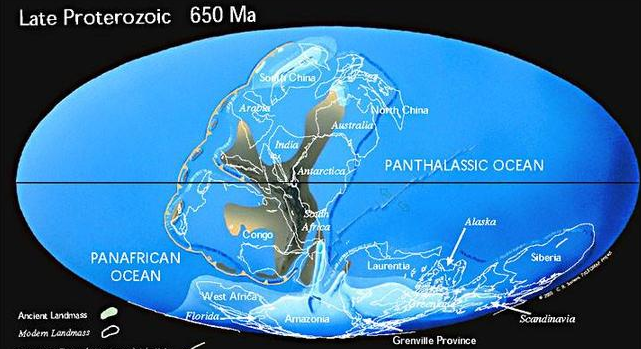 Late Proterozoic 650 Ma
South China
Arabia
North China
Australia
India
Antarctica
PANTHALASSIC OCEAN
South
Africa
Congo
Alaska
PANAFRICAN
OCEAN
Laurentia
Siberia
West Africa
Florida
Amazonia
Scandinavia
Ancient Landmass
Modern Landmass
Grenville Province